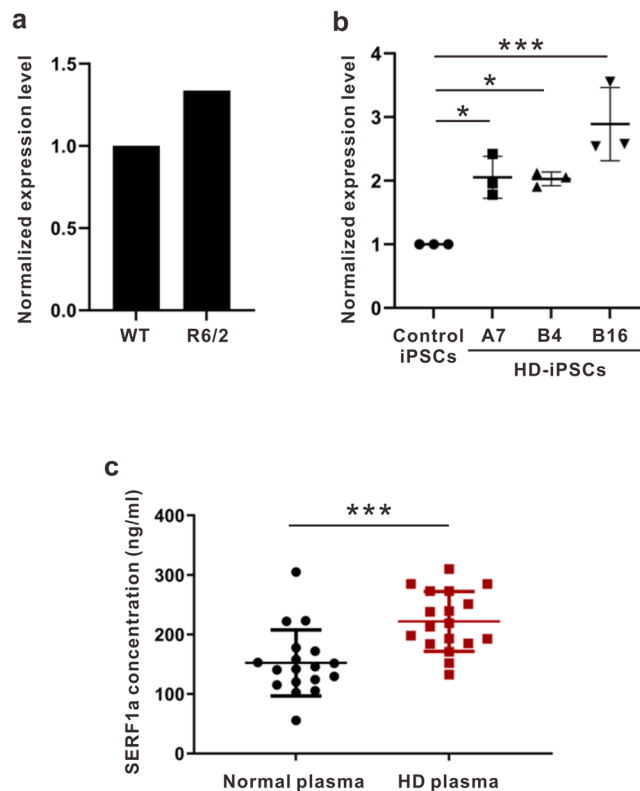 a
Normalized expression level
1.5
1.0
0.5
0.0
WT R6/2
b
Normalized expression level
4
3
2
1
0
***
*
*
Control
iPSCs
A7 B4 B16
HD-iPSCs
c
SERF1a concentration (ng/ml)
400
300
200
100
0
***
Normal plasma HD plasma